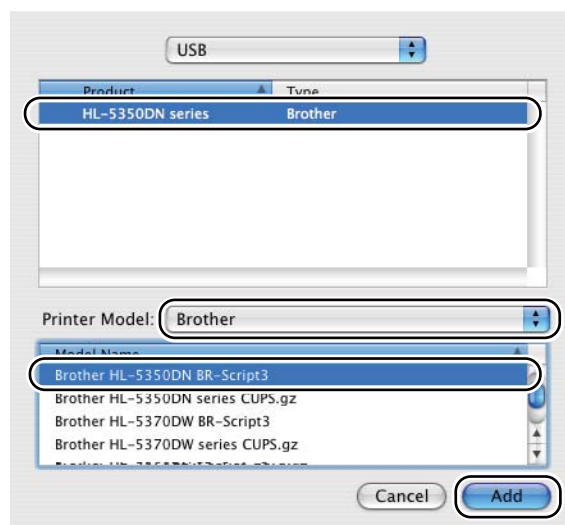 USB
Product Type
HL-5350DN series Brother
Printer Model: Brother
Model Name
Brother HL-5350DN BR-Script3
Brother HL-5350DN series CUPS.gz
Brother HL-5370DW BR-Script3
Brother HL-5370DW series CUPS.gz
Cancel Add